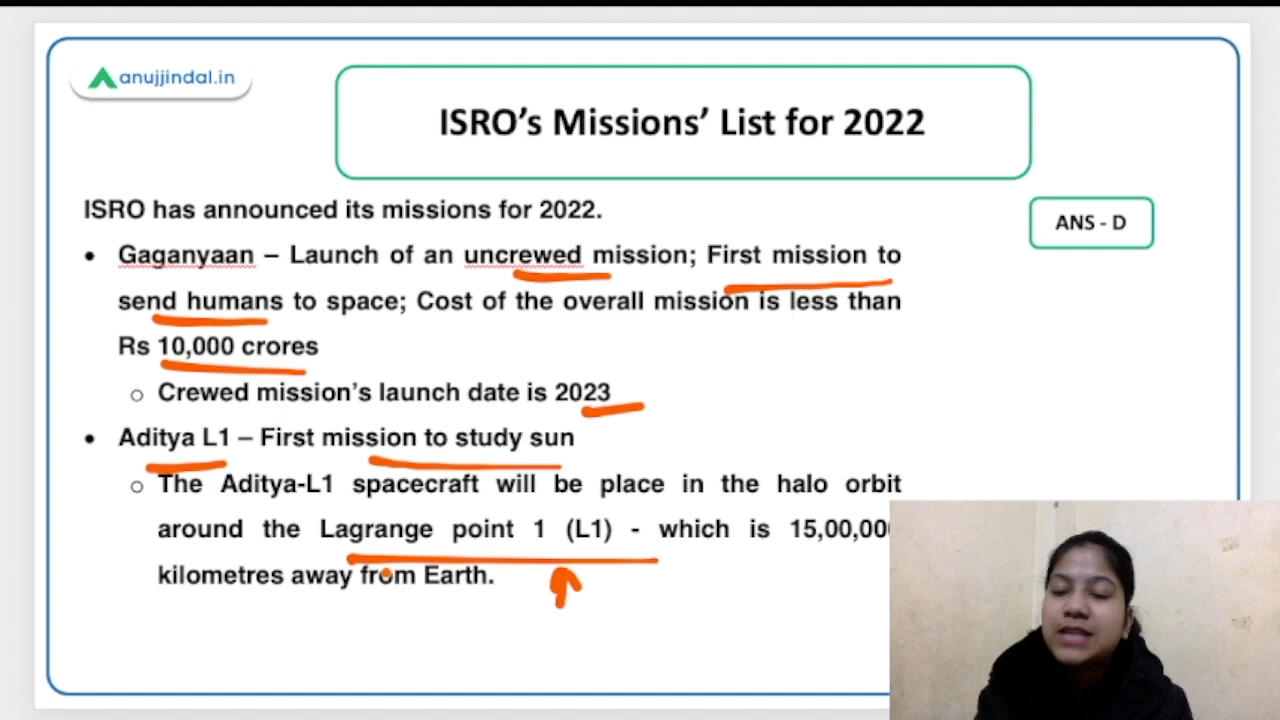 anujjindal.in
ISRO’s Missions’ List for 2022
ISRO has announced its missions for 2022.
ANS - D
• Gaganyaan – Launch of an uncrewed mission; First mission to
send humans to space; Cost of the overall mission is less than
Rs 10,000 crores
o Crewed mission’s launch date is 2023
• Aditya L1 – First mission to study sun
o The Aditya-L1 spacecraft will be place in the halo orbit
around the Lagrange point 1 (L1) - which is
kilometres away from Earth.